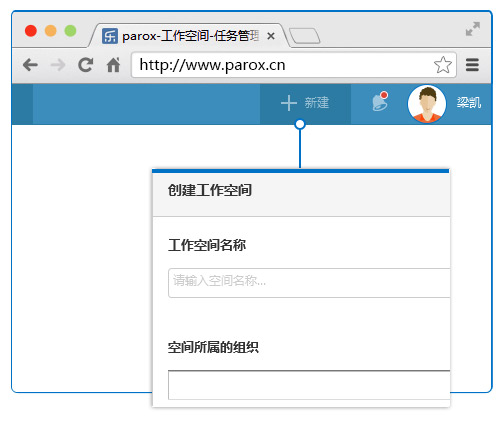 乐 parox-工作空间-任务管理
http://www.parox.cn
新建
梁凯
创建工作空间
工作空间名称
请输入空间名称...
空间所属的组织